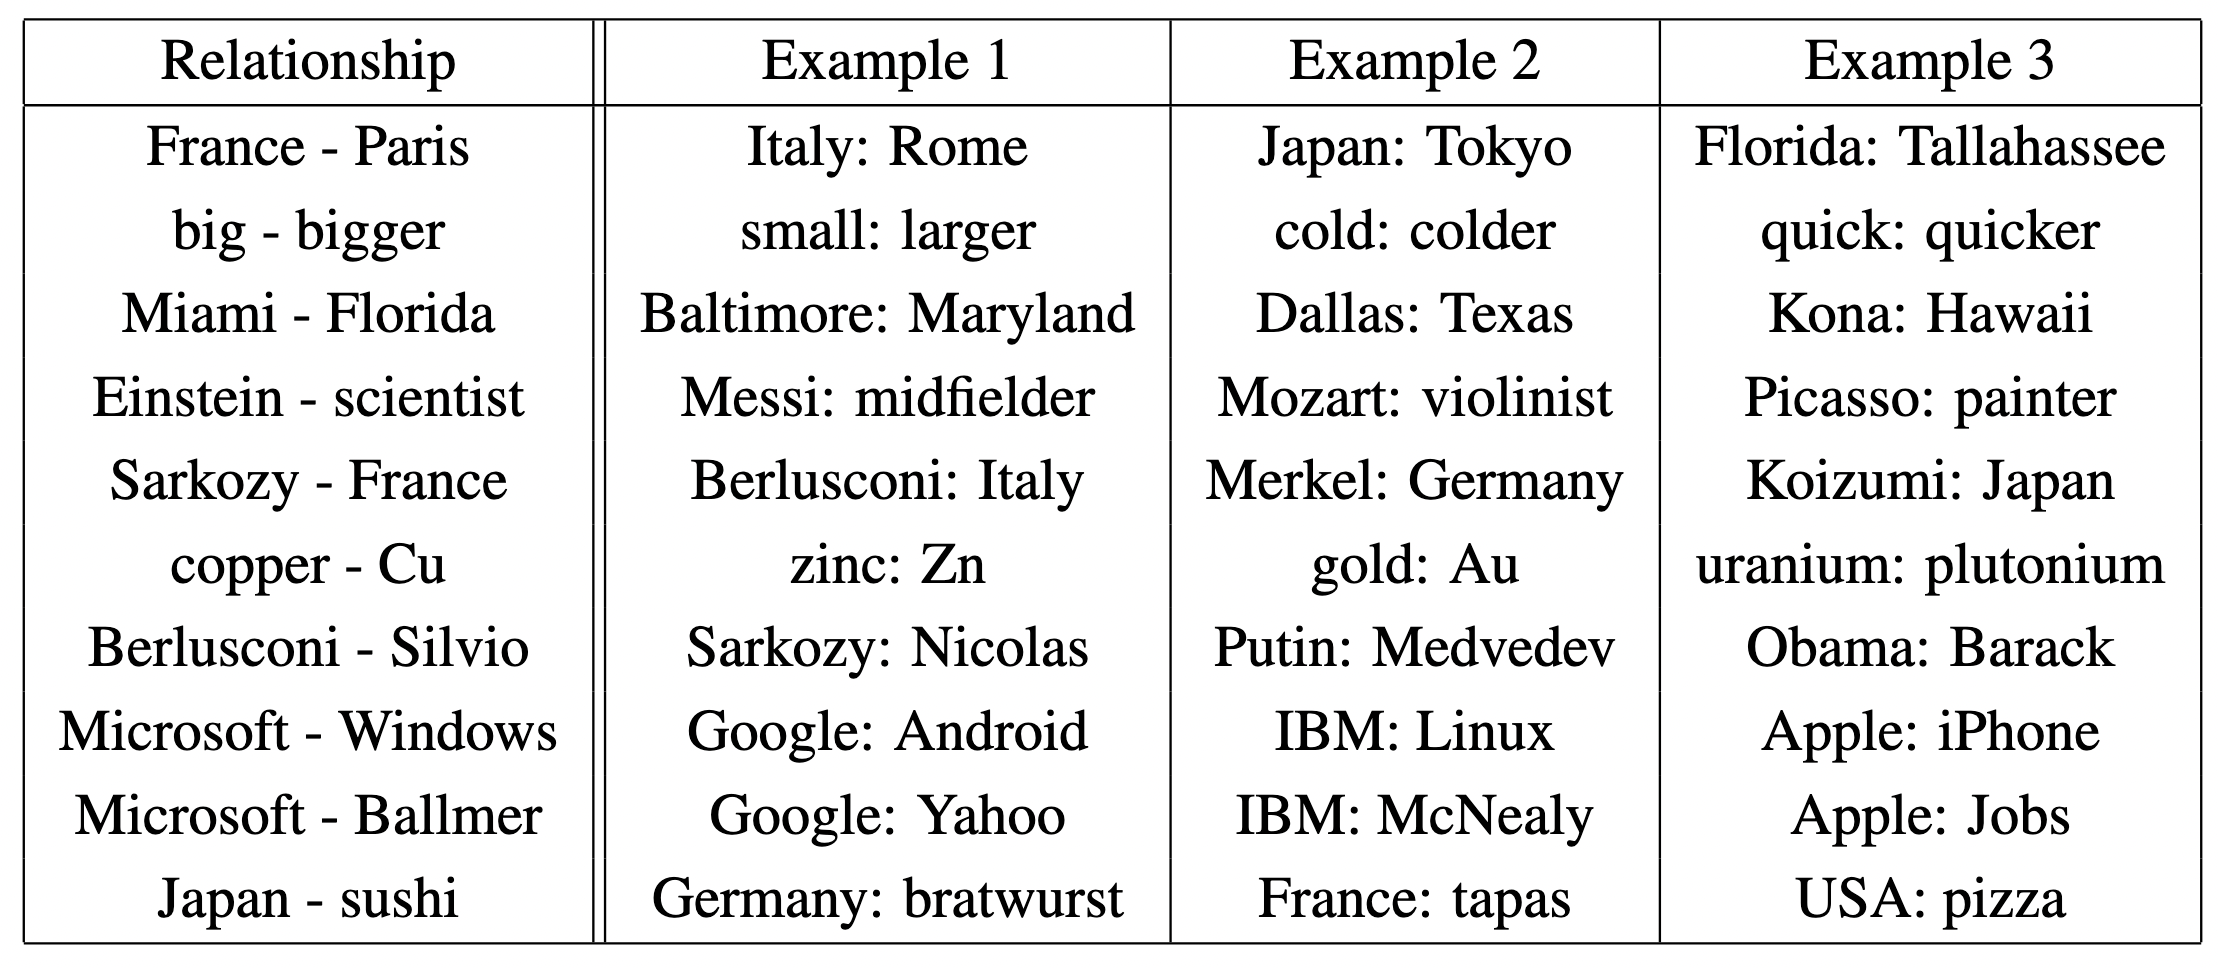 Relationship Example 1 Example 2 Example 3
France - Paris Italy: Rome Japan: Tokyo Florida: Tallahassee
big - bigger small: larger cold: colder quick: quicker
Miami - Florida Baltimore: Maryland Dallas: Texas Kona: Hawaii
Einstein - scientist Messi: midfielder Mozart: violinist Picasso: painter
Sarkozy - France Berlusconi: Italy Merkel: Germany Koizumi: Japan
copper - Cu zinc: Zn gold: Au uranium: plutonium
Berlusconi - Silvio Sarkozy: Nicolas Putin: Medvedev Obama: Barack
Microsoft - Windows Google: Android IBM: Linux Apple: iPhone
Microsoft - Ballmer Google: Yahoo IBM: McNealy Apple: Jobs
Japan - sushi Germany: bratwurst France: tapas USA: pizza